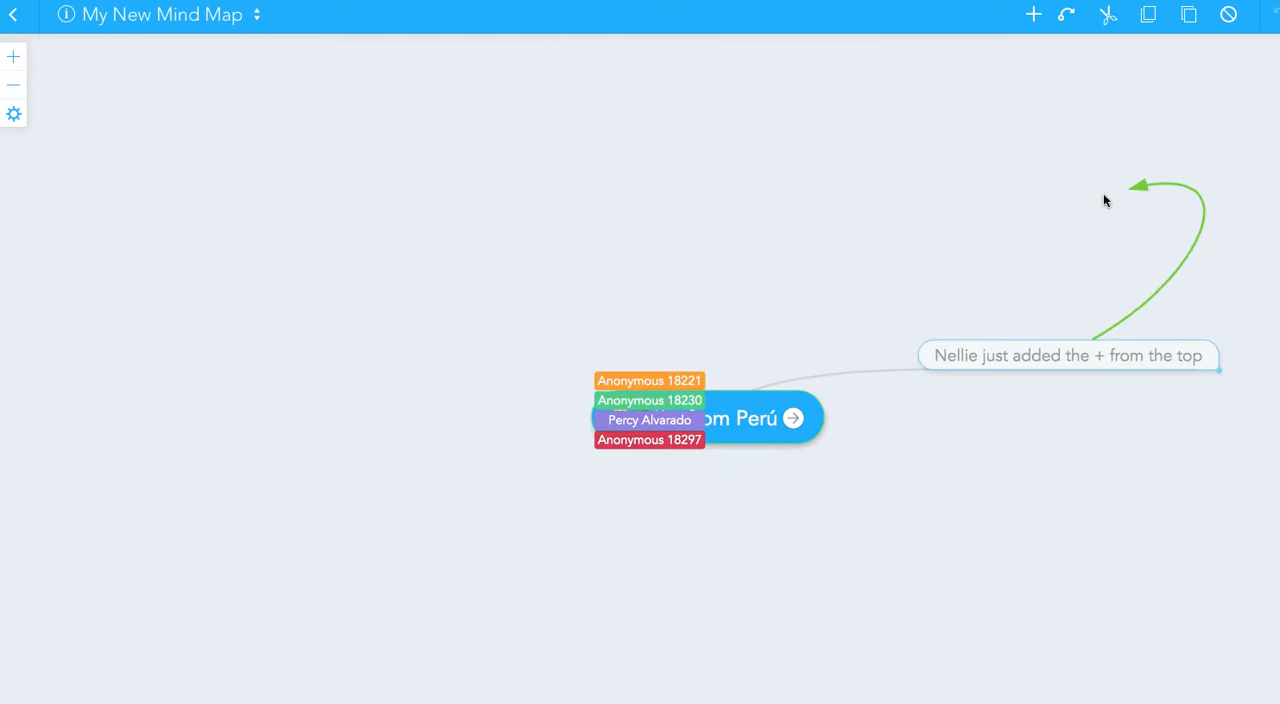 My New Mind Map
Nellie just added the + from the top
Anonymous 18221
Anonymous 18230
Percy Alvarado
Perú
Anonymous 18297